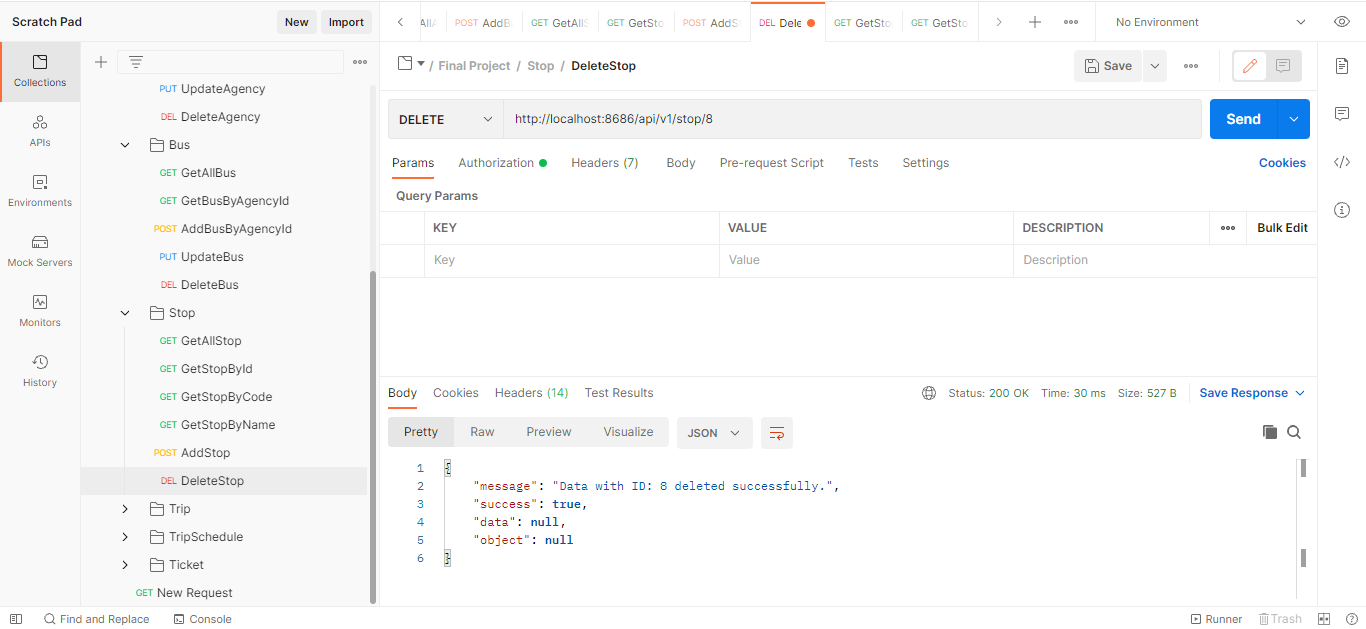 Scratch Pad
New
Import
POST AddB
GET GetAllS
GET GetSto
POST AddS
DEL Dele
GET GetSto
GET GetSto
No Environment
Collections
APIs
Environments
Mock Servers
Monitors
History
PUT UpdateAgency
DEL DeleteAgency
Bus
GET GetAllBus
GET GetBusByAgencyId
POST AddBusByAgencyId
PUT UpdateBus
DEL DeleteBus
Stop
GET GetAllStop
GET GetStopById
GET GetStopByCode
GET GetStopByName
POST AddStop
DEL DeleteStop
Trip
TripSchedule
Ticket
GET New Request
/ Final Project / Stop / DeleteStop
Save
DELETE
http://localhost:8686/api/v1/stop/8
Send
Params Authorization Headers (7) Body Pre-request Script Tests Settings
Cookies
Query Params
KEY VALUE DESCRIPTION Bulk Edit
Key Value Description
Body Cookies Headers (14) Test Results
Status: 200 OK Time: 30 ms Size: 527 B
Save Response
Pretty Raw Preview Visualize
JSON
1 {
2 "message": "Data with ID: 8 deleted successfully.",
3 "success": true,
4 "data": null,
5 "object": null
6 }
Find and Replace
Console
Runner
Trash